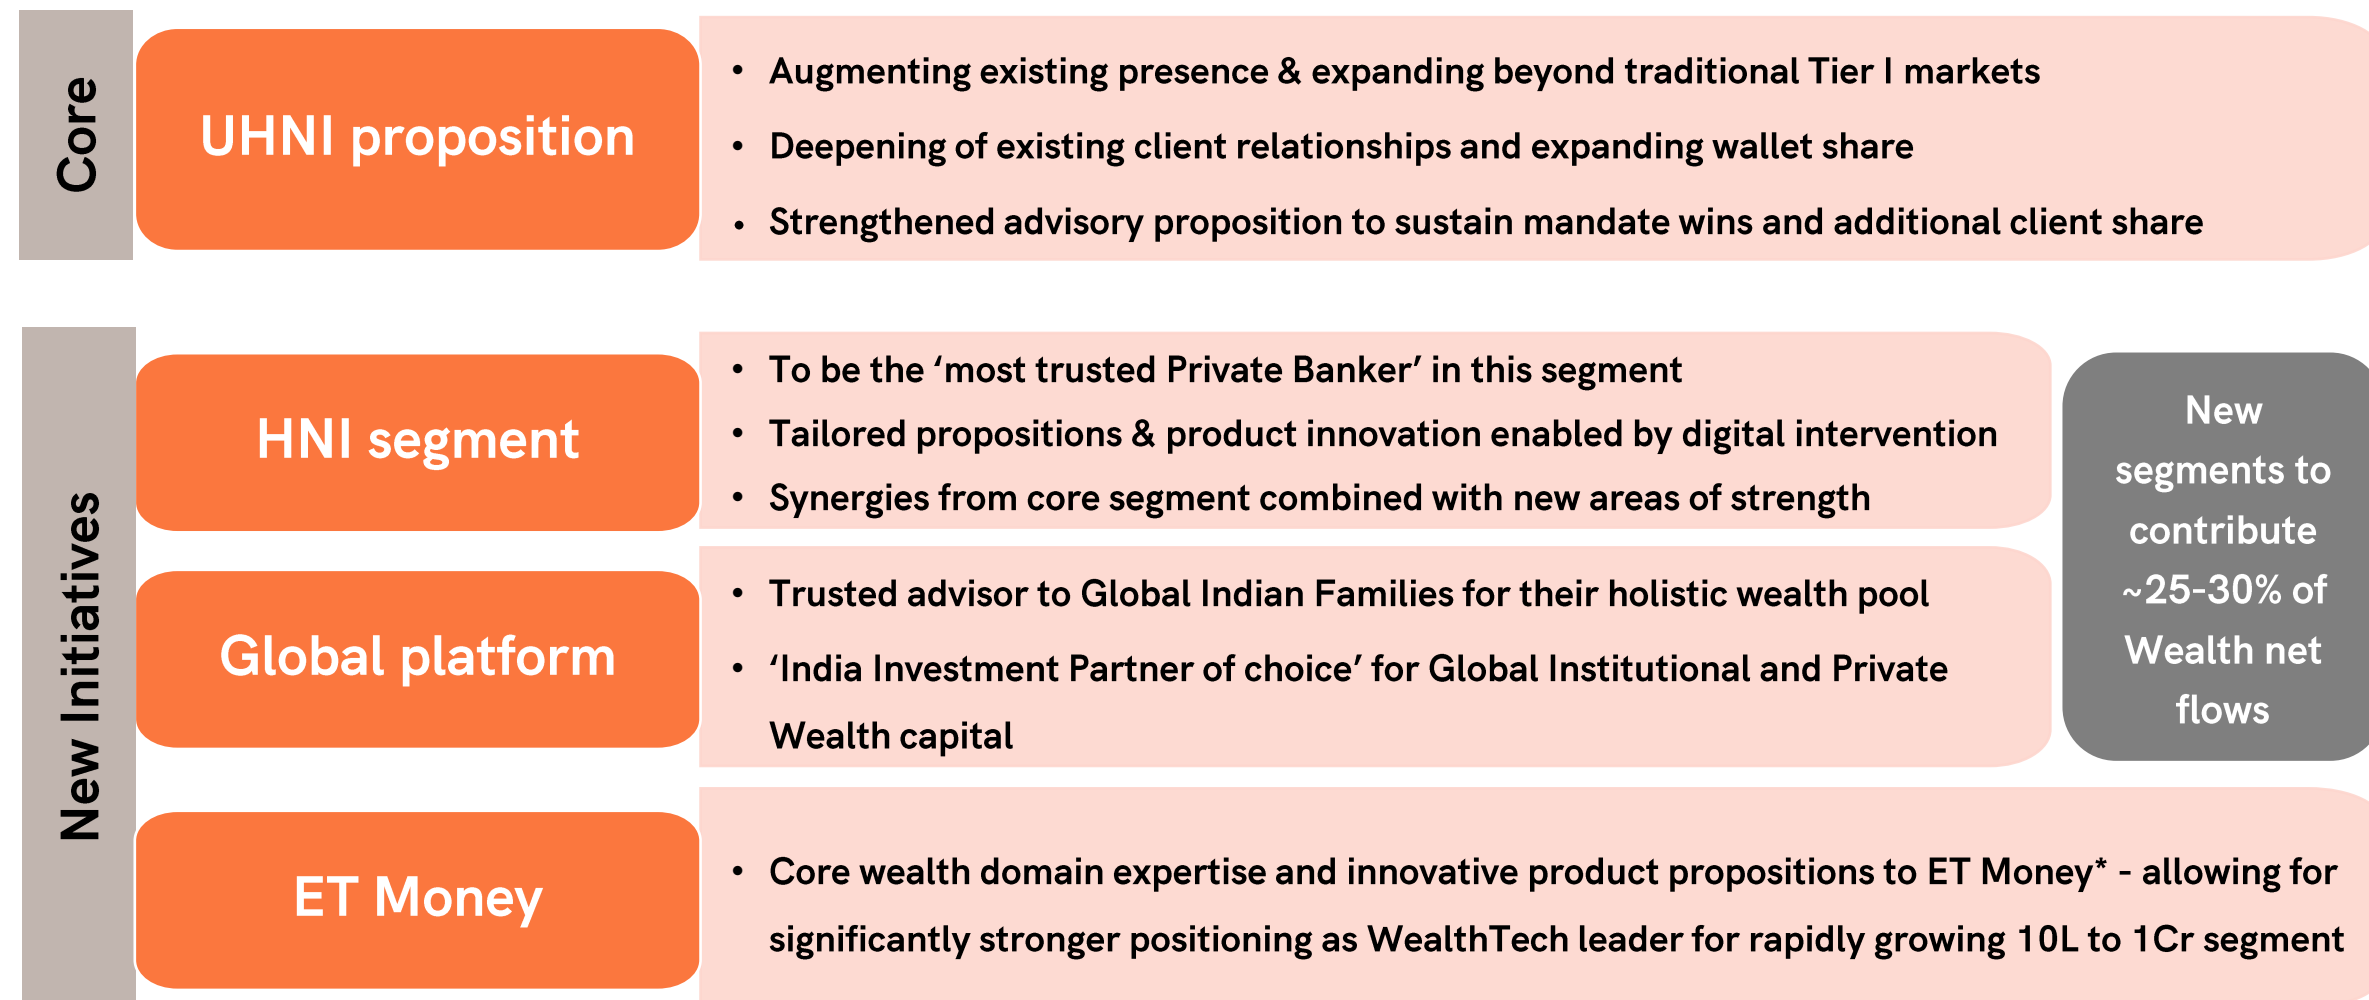 Core
UHNI proposition
• Augmenting existing presence & expanding beyond traditional Tier I markets
• Deepening of existing client relationships and expanding wallet share
• Strengthened advisory proposition to sustain mandate wins and additional client share
New Initiatives
HNI segment
• To be the ‘most trusted Private Banker’ in this segment
• Tailored propositions & product innovation enabled by digital intervention
• Synergies from core segment combined with new areas of strength
Global platform
• Trusted advisor to Global Indian Families for their holistic wealth pool
• ‘India Investment Partner of choice’ for Global Institutional and Private
Wealth capital
New
segments to
contribute
~25-30% of
Wealth net
flows
ET Money
• Core wealth domain expertise and innovative product propositions to ET Money* - allowing for
significantly stronger positioning as WealthTech leader for rapidly growing 10L to 1Cr segment